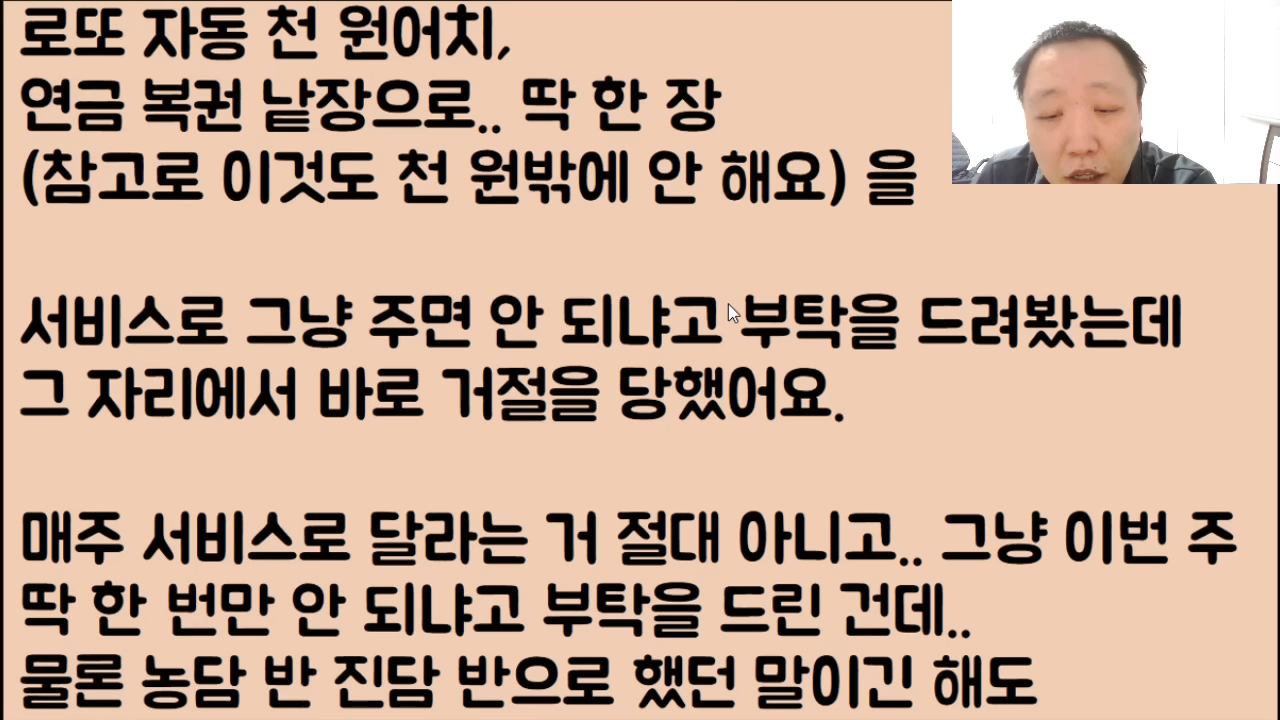 로또 자동 천 원어치,
연금 복권 낱장으로.. 딱 한 장
(참고로 이것도 천 원밖에 안 해요) 을
서비스로 그냥 주면 안 되냐고 부탁을 드려봤는데
그 자리에서 바로 거절을 당했어요.
매주 서비스로 달라는 거 절대 아니고.. 그냥 이번 주
딱 한 번만 안 되냐고 부탁을 드린 건데..
물론 농담 반 진담 반으로 했던 말이긴 해도